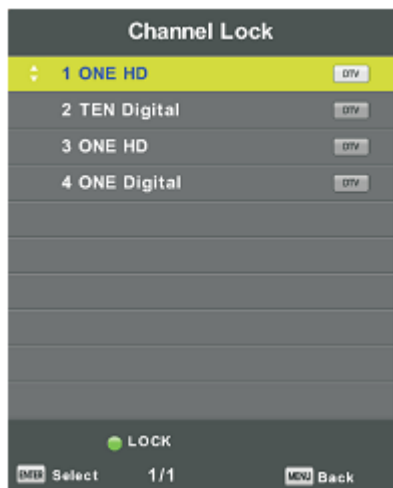 Channel Lock
1 ONE HD DTV
2 TEN Digital DTV
3 ONE HD DTV
4 ONE Digital DTV
LOCK
ENTER Select 1/1 MENU Back